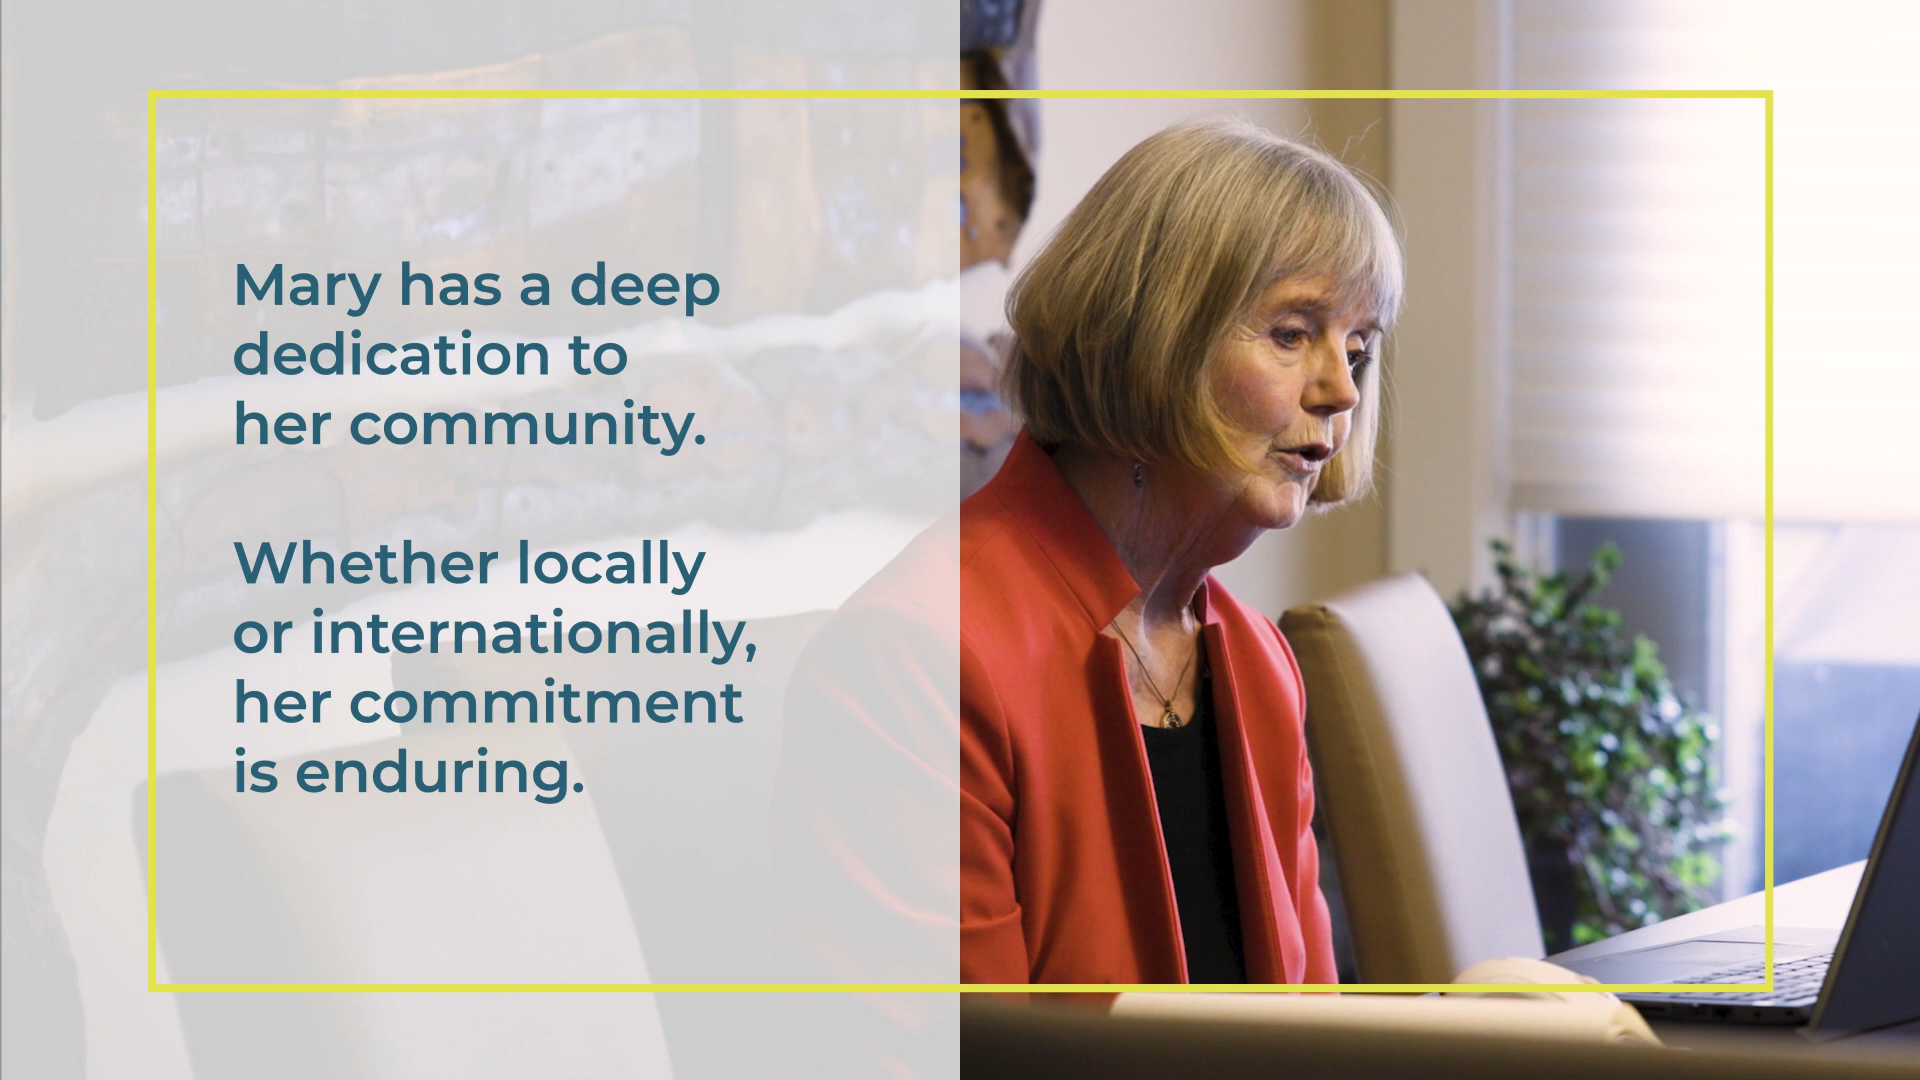 Mary has a deep
dedication to
her community.
Whether locally
or internationally,
her commitment
is enduring.